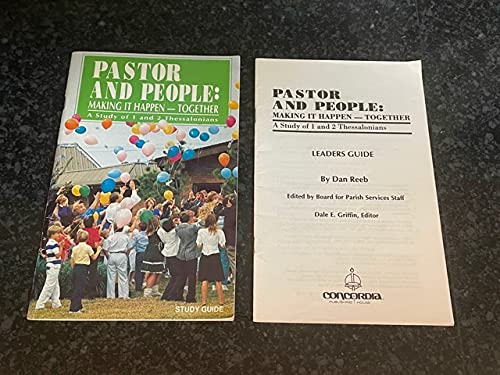 PASTOR
AND PEOPLE:
MAKING IT HAPPEN — TOGETHER
A Study of 1 and 2 Thessalonians
STUDY GUIDE
PASTOR
AND PEOPLE:
MAKING IT HAPPEN — TOGETHER
A Study of 1 and 2 Thessalonians
LEADERS GUIDE
By Dan Reeb
Edited by Board for Parish Services Staff
Dale E. Griffin, Editor
CONCORDIA
PUBLISHING HOUSE